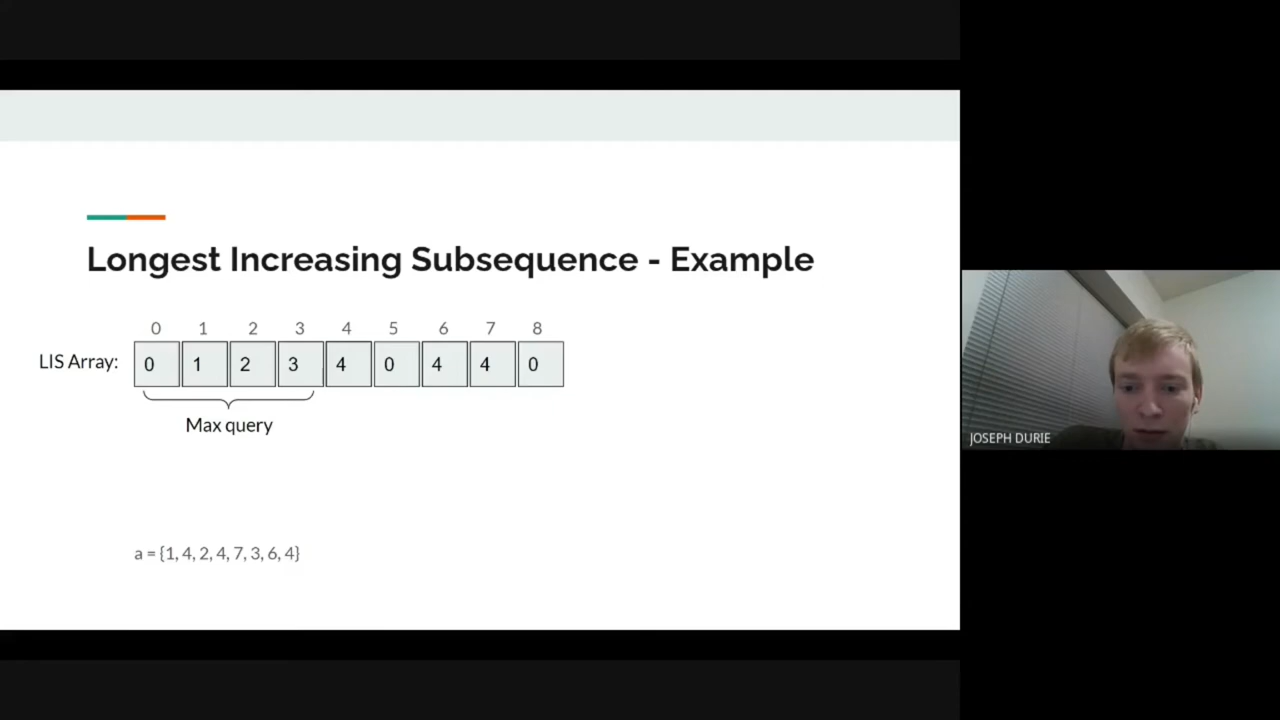 Longest Increasing Subsequence - Example
0 1 2 3 4 5 6 7 8
LIS Array: 0 1 2 3 4 0 4 4 0
Max query
JOSEPH DURIE
a = {1, 4, 2, 4, 7, 3, 6, 4}